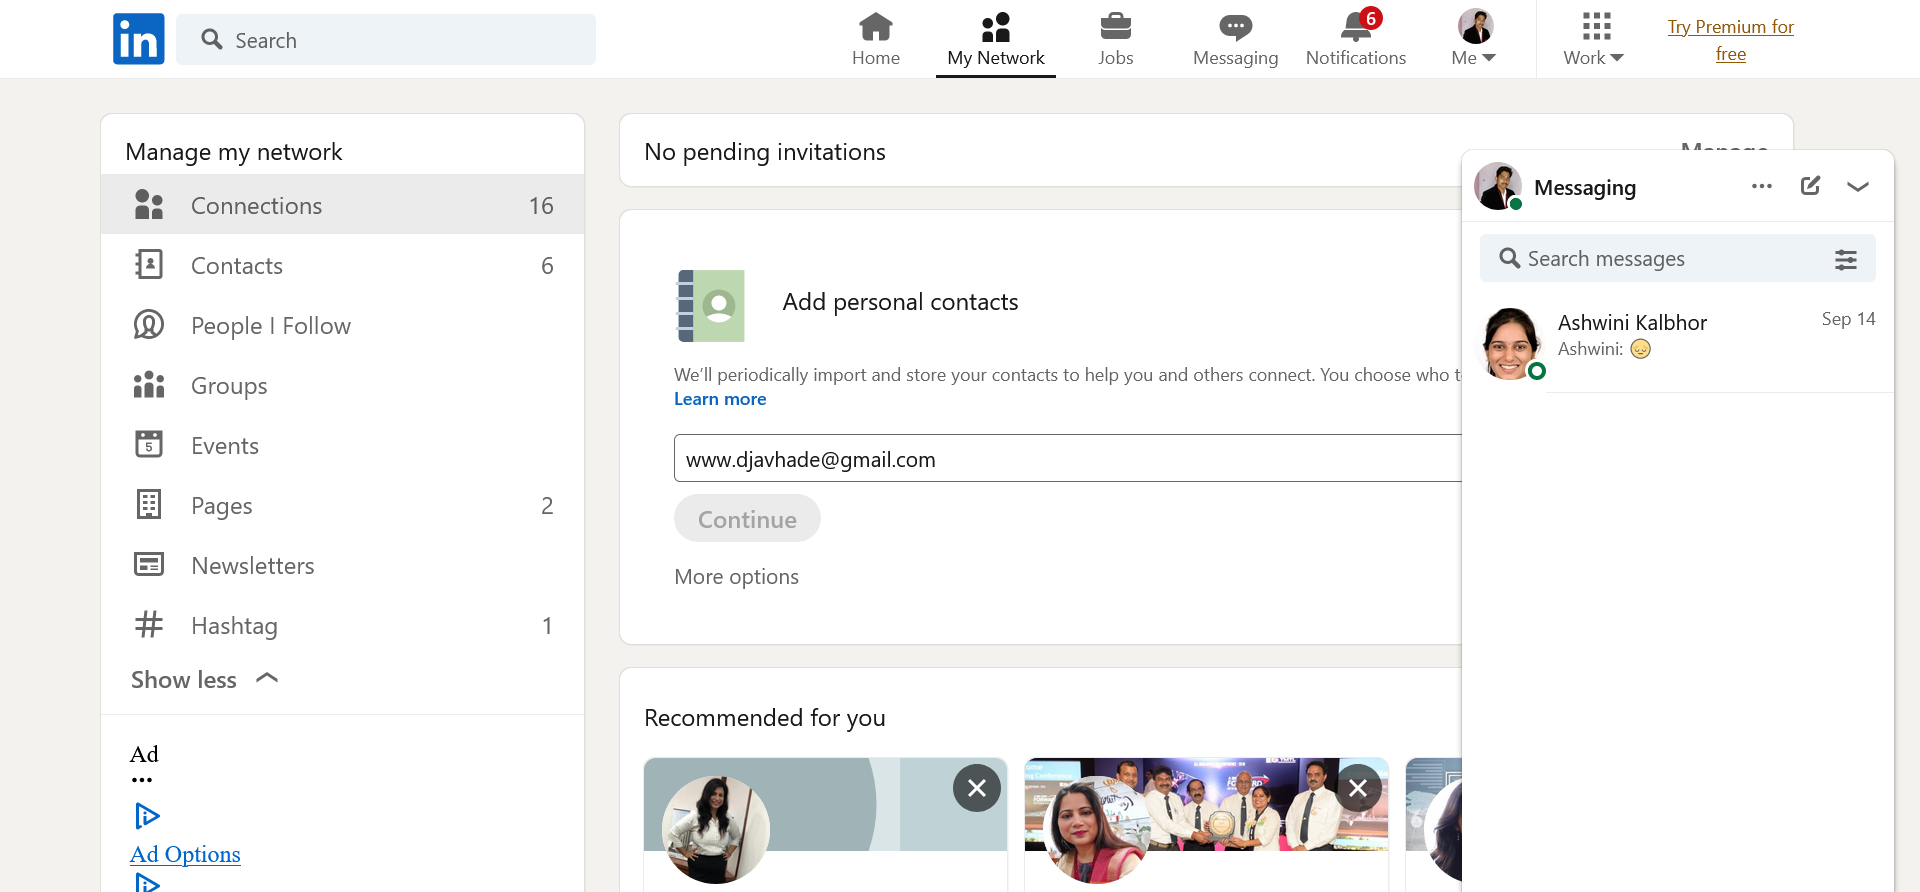 in
Search
Home
My Network
Jobs
Messaging
6
Notifications
Me
Work
Try Premium for
free
Manage my network
Connections 16
Contacts 6
People I Follow
Groups
5
Events
Pages 2
Newsletters
Hashtag 1
Show less
Ad
Ad Options
No pending invitations
Manage
Add personal contacts
We'll periodically import and store your contacts to help you and others connect. You choose who
Learn more
www.djavhade@gmail.com
Continue
More options
Recommended for you
Messaging
Search messages
Ashwini Kalbhor
Sep 14
Ashwini: 😞